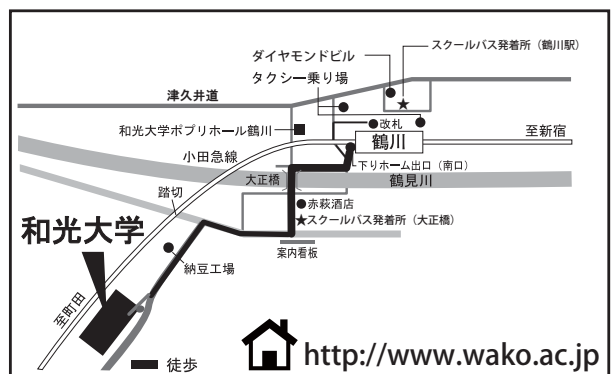 ダイヤモンドビル
スクールバス発着所（鶴川駅）
タクシー乗り場
津久井道
和光大学ポプリホール鶴川
改札
鶴川
至新宿
小田急線
下りホーム出口（南口）
大正橋
鶴見川
踏切
赤萩酒店
スクールバス発着所（大正橋）
和光大学
案内看板
納豆工場
至町田
徒歩
http://www.wako.ac.jp